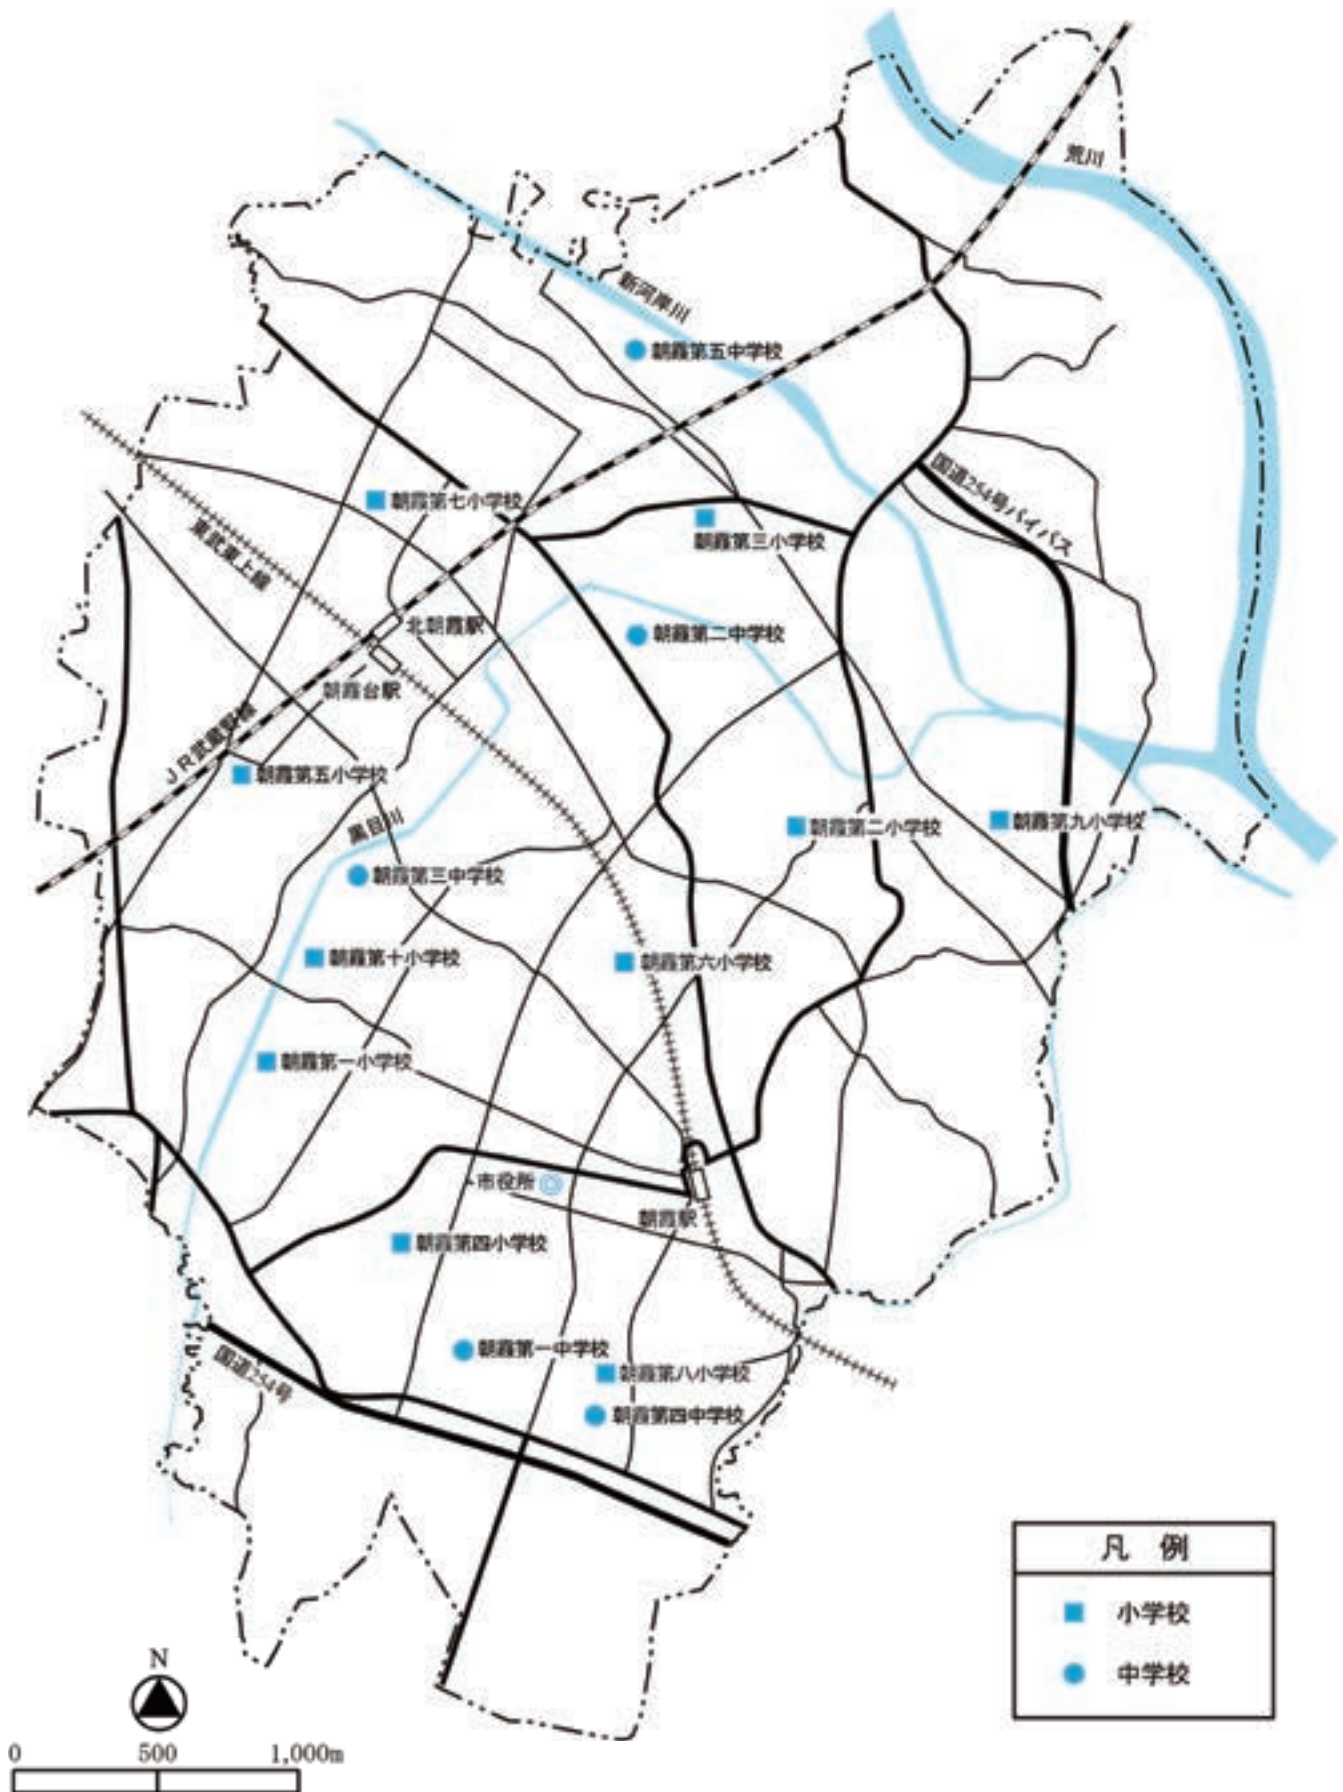 荒川
新河岸川
朝霞第五中学校
国道254号バイパス
朝霞第七小学校
朝霞第三小学校
東武東上線
北朝霞駅
朝霞第二中学校
朝霞台駅
JR武蔵野線
朝霞第五小学校
黒目川
朝霞第二小学校
朝霞第九小学校
朝霞第三中学校
朝霞第十小学校
朝霞第六小学校
朝霞第一小学校
市役所
朝霞駅
朝霞第四小学校
朝霞第一中学校
国道254号
朝霞第八小学校
朝霞第四中学校
凡 例
小学校
中学校
N
0 500 1,000m